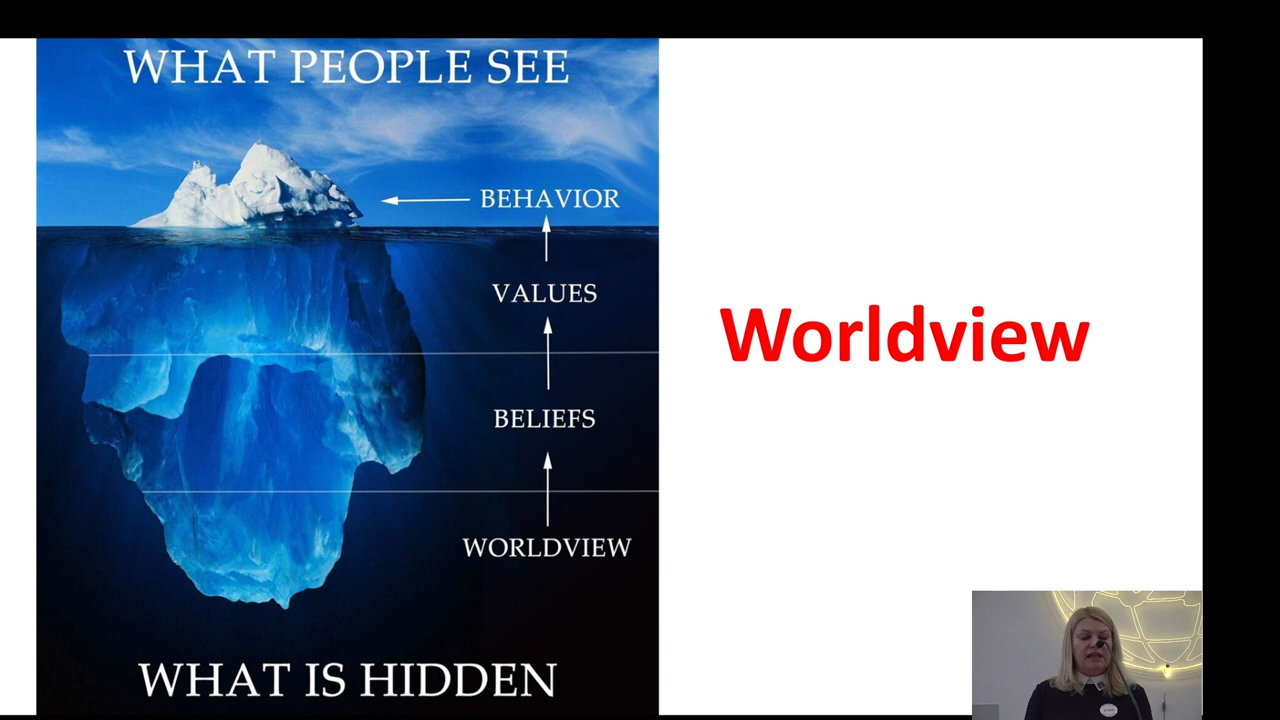 WHAT PEOPLE SEE
BEHAVIOR
VALUES
BELIEFS
WORLDVIEW
WHAT IS HIDDEN
Worldview